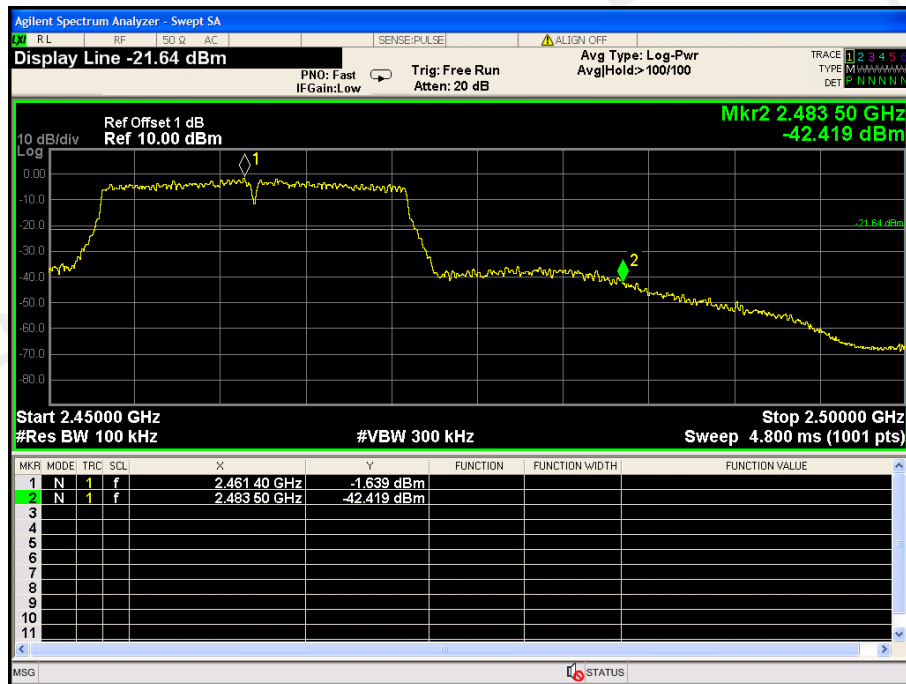 Agilent Spectrum Analyzer - Swept SA
LXI RL RF 50 Ω AC SENSE:PULSE ALIGN OFF
Display Line -21.64 dBm
Avg Type: Log-Pwr
TRACE 1 2 3 4 5 6
PNO: Fast Trig: Free Run Avg|Hold:>100/100
TYPE M WWWWW
IFGain:Low Atten: 20 dB
DET P N N N N N
Mkr2 2.483 50 GHz
Ref Offset 1 dB
10 dB/div Ref 10.00 dBm -42.419 dBm
Log
1
0.00
-10.0
-20.0
-21.64 dBm
-30.0
2
-40.0
-50.0
-60.0
-70.0
-80.0
Start 2.45000 GHz Stop 2.50000 GHz
#Res BW 100 kHz #VBW 300 kHz Sweep 4.800 ms (1001 pts)
MKR MODE TRC SCL X Y FUNCTION FUNCTION WIDTH FUNCTION VALUE
1 N 1 f 2.461 40 GHz -1.639 dBm
2 N 1 f 2.483 50 GHz -42.419 dBm
3
4
5
6
7
8
9
10
11
MSG STATUS